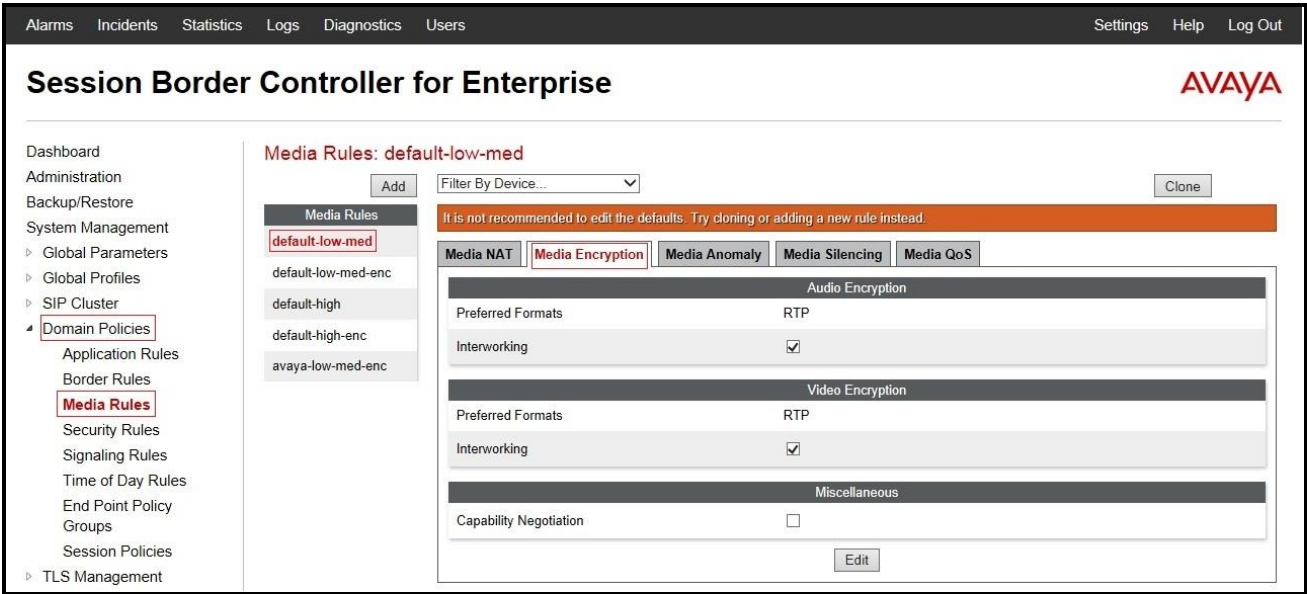 Alarms Incidents Statistics Logs Diagnostics Users Settings Help Log Out
Session Border Controller for Enterprise
AVAYA
Dashboard
Administration
Backup/Restore
System Management
Global Parameters
Global Profiles
SIP Cluster
Domain Policies
Application Rules
Border Rules
Media Rules
Security Rules
Signaling Rules
Time of Day Rules
End Point Policy
Groups
Session Policies
TLS Management
Media Rules: default-low-med
Add
Filter By Device...
Clone
Media Rules
default-low-med
default-low-med-enc
default-high
default-high-enc
avaya-low-med-enc
It is not recommended to edit the defaults. Try cloning or adding a new rule instead.
Media NAT Media Encryption Media Anomaly Media Silencing Media QoS
Audio Encryption
Preferred Formats RTP
Interworking
Video Encryption
Preferred Formats RTP
Interworking
Miscellaneous
Capability Negotiation
Edit